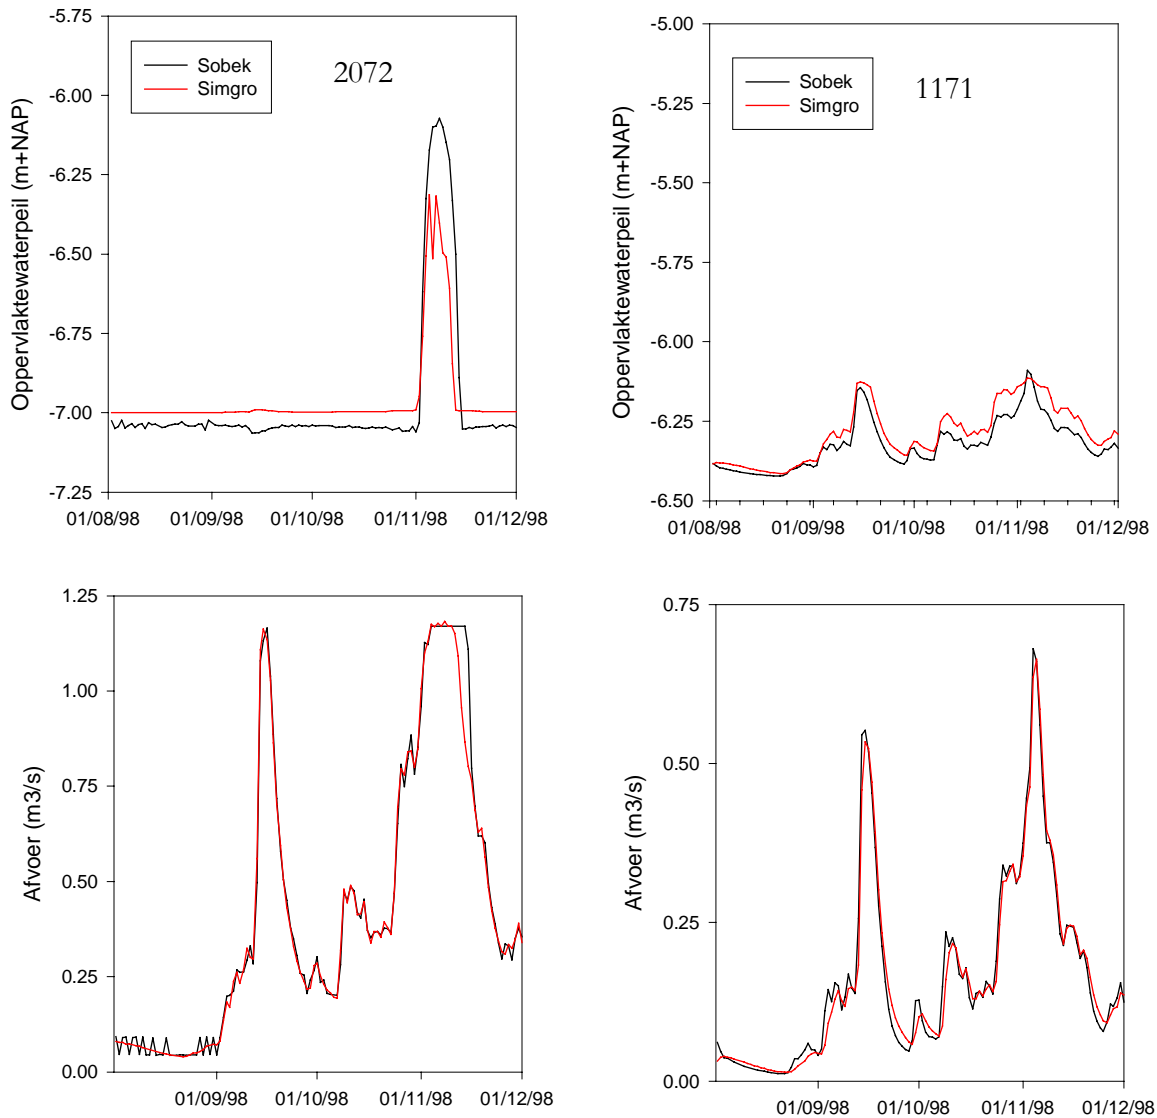 -5.75
-6.00
-6.25
-6.50
-6.75
-7.00
-7.25
Oppervlaktewaterpeil (m+NAP)
Sobek
Simgro
2072
01/08/98 01/09/98 01/10/98 01/11/98 01/12/98
-5.00
-5.25
-5.50
-5.75
-6.00
-6.25
-6.50
Oppervlaktewaterpeil (m+NAP)
Sobek
Simgro
1171
01/08/98 01/09/98 01/10/98 01/11/98 01/12/98
1.25
1.00
0.75
0.50
0.25
0.00
Afvoer (m3/s)
01/09/98 01/10/98 01/11/98 01/12/98
0.75
0.50
0.25
0.00
Afvoer (m3/s)
01/09/98 01/10/98 01/11/98 01/12/98